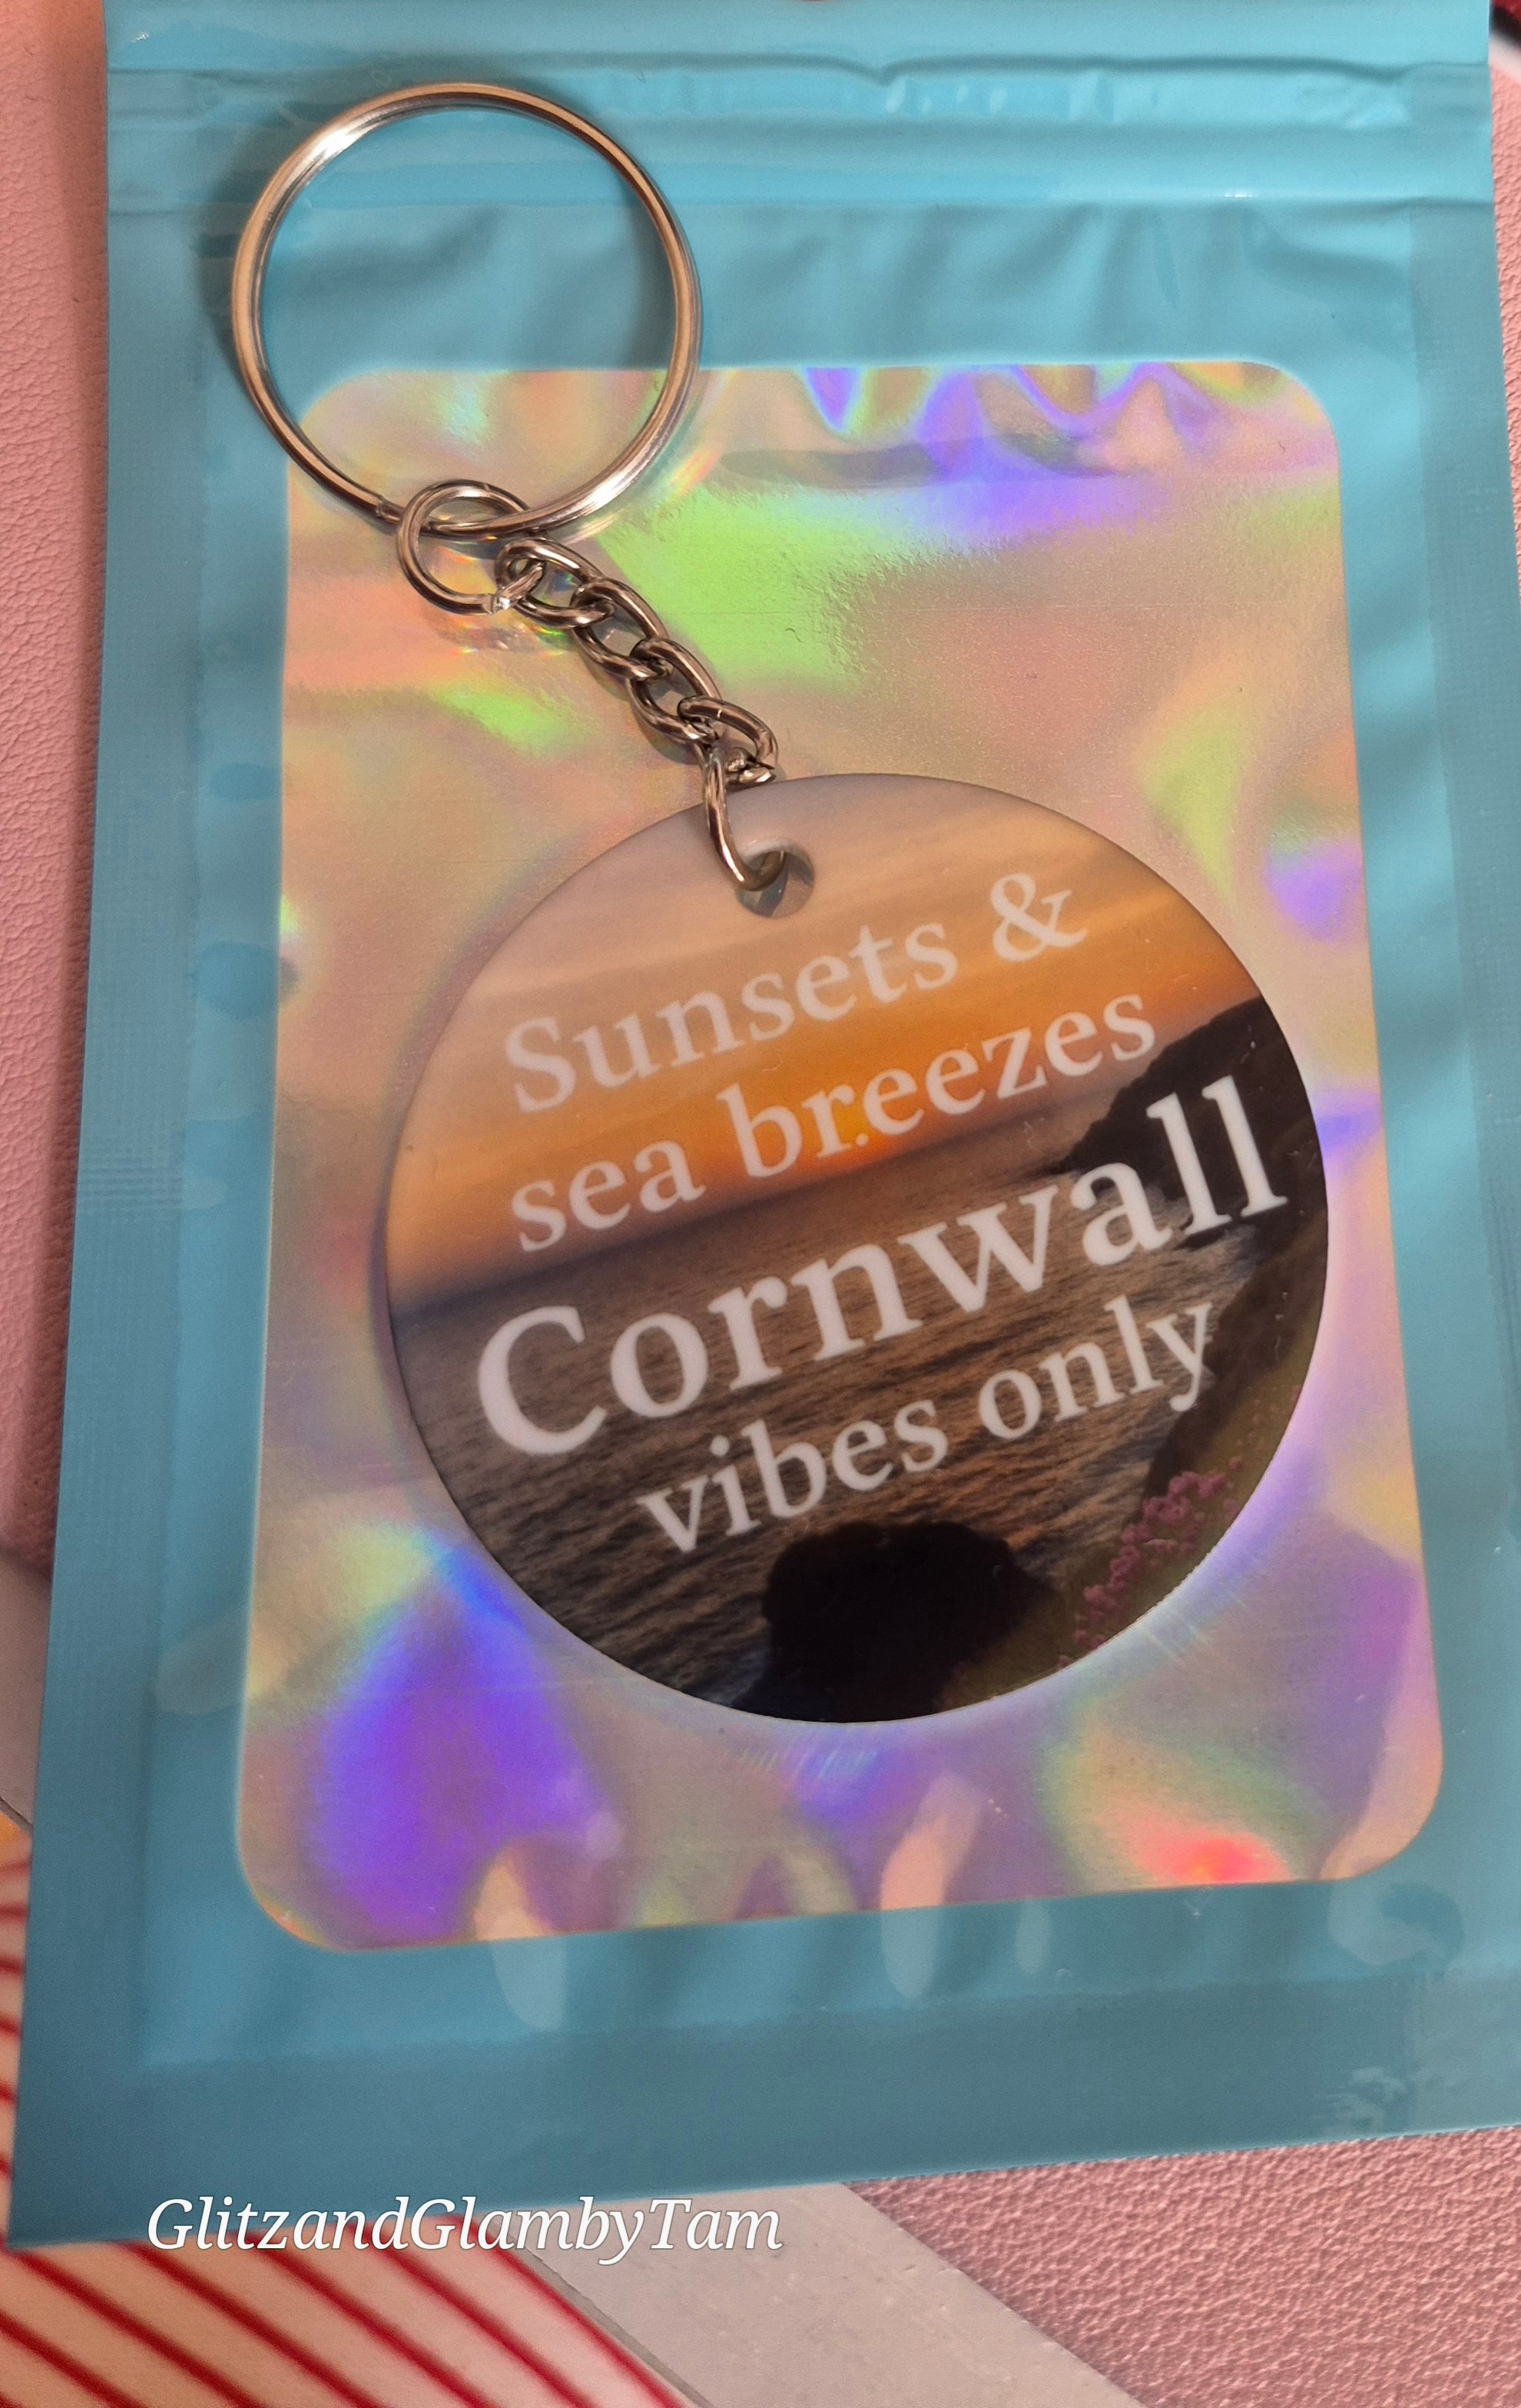 Sunsets &
sea breezes
Cornwall
vibes only
GlitzandGlambyTam